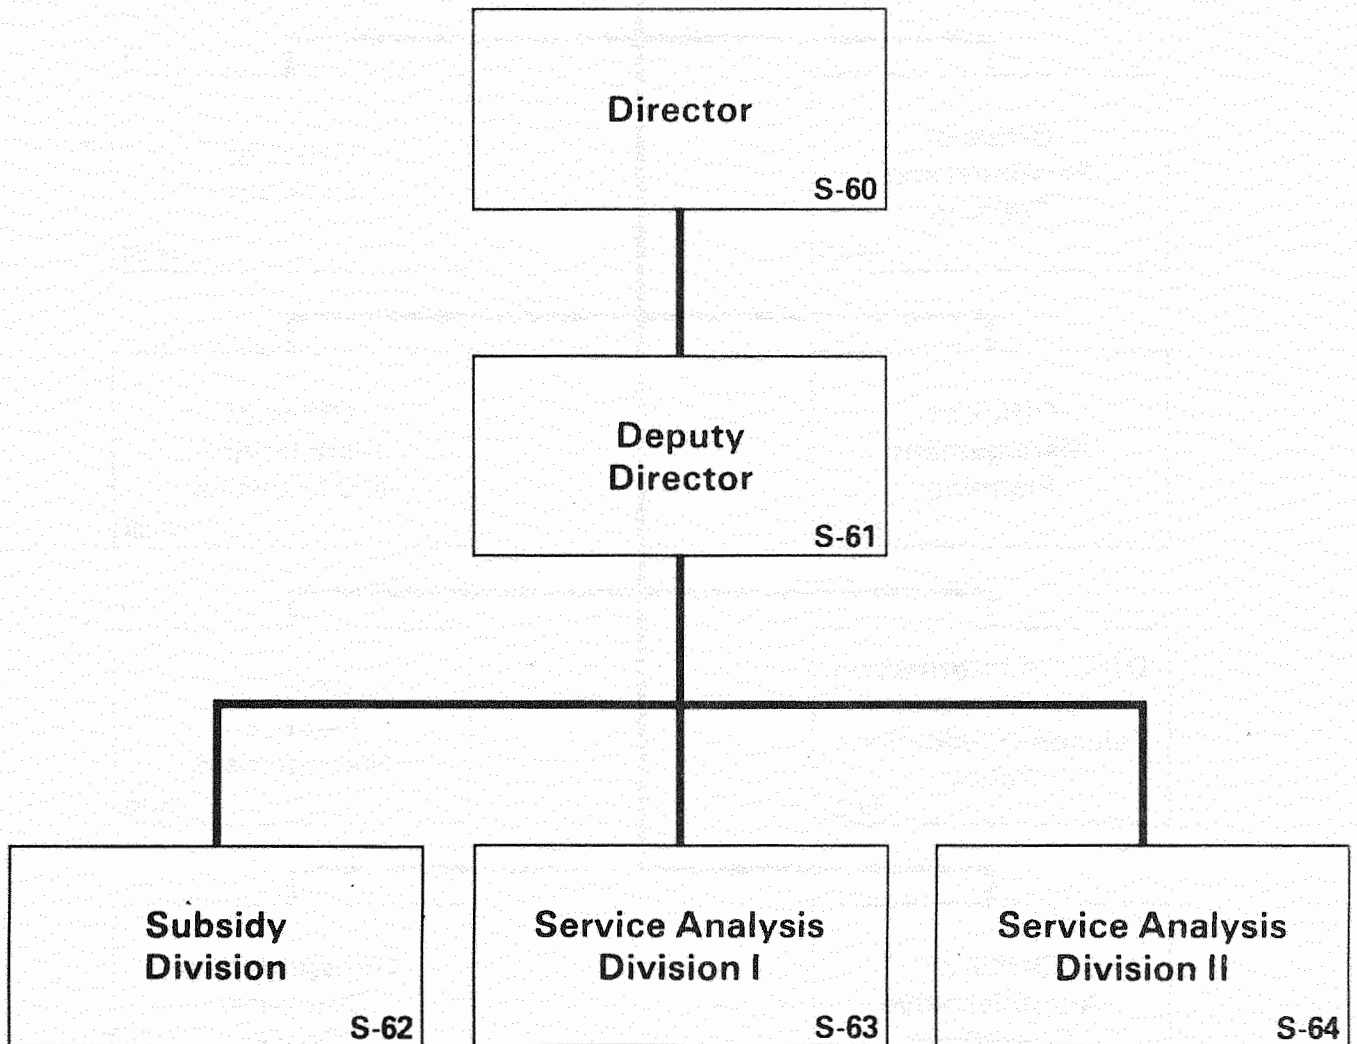 Director
S-60
Deputy
Director
S-61
Subsidy
Division
S-62
Service Analysis
Division I
S-63
Service Analysis
Division II
S-64